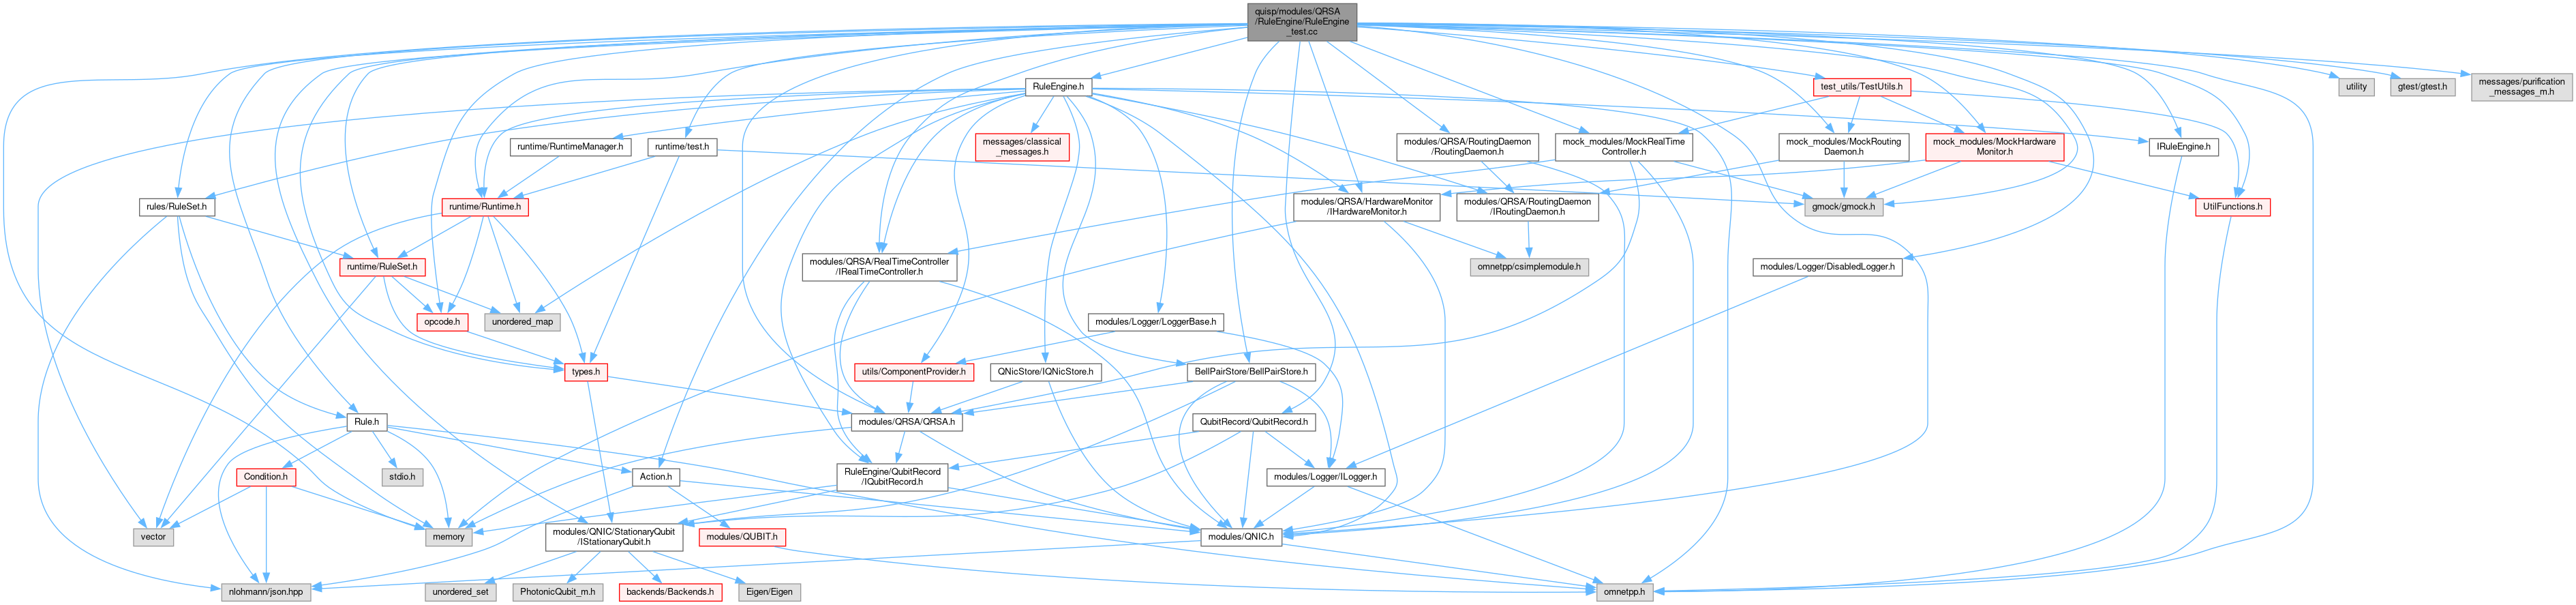 quisp/modules/QRSA
/RuleEngine/RuleEngine
_test.cc
RuleEngine.h
test_utils/TestUtils.h
utility
gtest/gtest.h
messages/purification
_messages_m.h
runtime/RuntimeManager.h
runtime/test.h
messages/classical
_messages.h
modules/QRSA/RoutingDaemon
/RoutingDaemon.h
mock_modules/MockRealTime
Controller.h
mock_modules/MockRouting
Daemon.h
mock_modules/MockHardware
Monitor.h
IRuleEngine.h
rules/RuleSet.h
runtime/Runtime.h
modules/QRSA/HardwareMonitor
/IHardwareMonitor.h
modules/QRSA/RoutingDaemon
/IRoutingDaemon.h
gmock/gmock.h
UtilFunctions.h
runtime/RuleSet.h
modules/QRSA/RealTimeController
/IRealTimeController.h
omnetpp/csimplemodule.h
modules/Logger/DisabledLogger.h
opcode.h
unordered_map
modules/Logger/LoggerBase.h
types.h
utils/ComponentProvider.h
QNicStore/IQNicStore.h
BellPairStore/BellPairStore.h
Rule.h
modules/QRSA/QRSA.h
QubitRecord/QubitRecord.h
Condition.h
stdio.h
Action.h
RuleEngine/QubitRecord
/IQubitRecord.h
modules/Logger/ILogger.h
vector
memory
modules/QNIC/StationaryQubit
/IStationaryQubit.h
modules/QUBIT.h
modules/QNIC.h
nlohmann/json.hpp
unordered_set
PhotonicQubit_m.h
backends/Backends.h
Eigen/Eigen
omnetpp.h